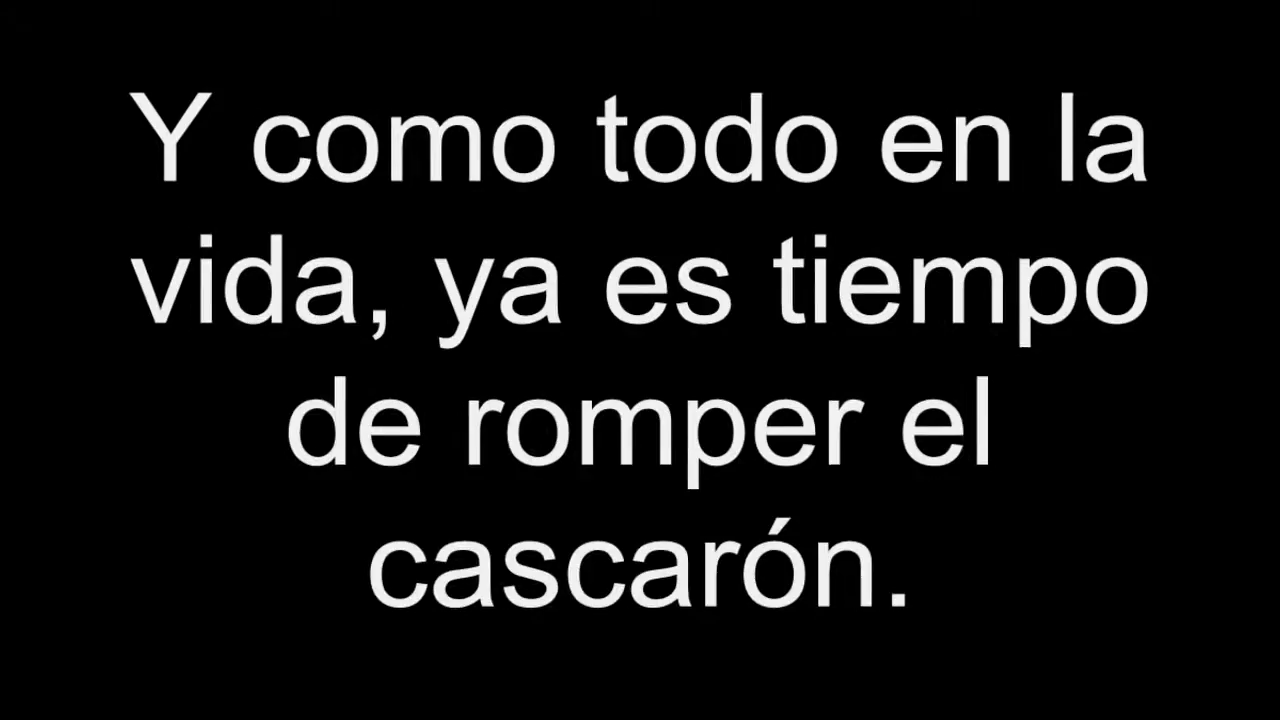 Y como todo en la
vida, ya es tiempo
de romper el
cascarón.